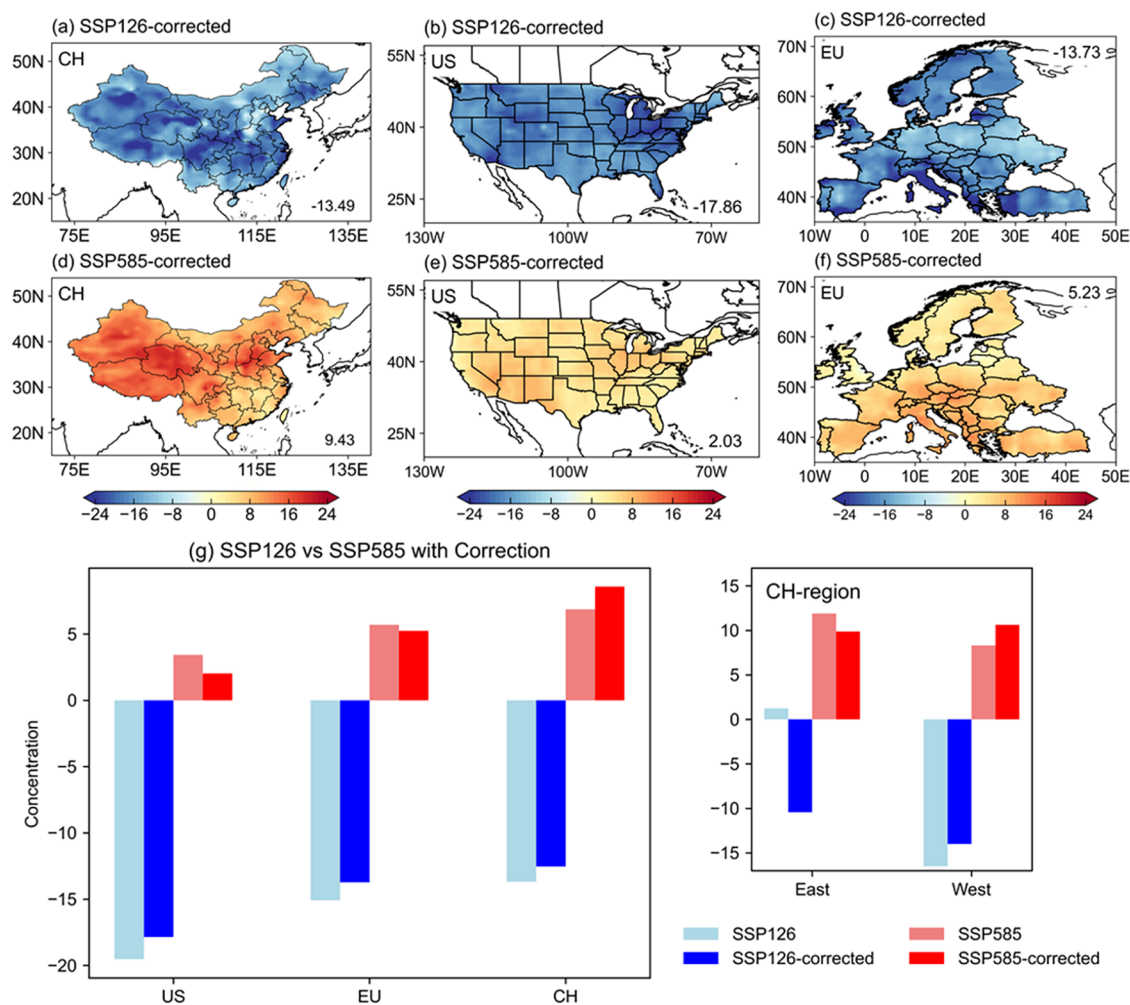 (a) SSP126-corrected
(b) SSP126-corrected
(c) SSP126-corrected
50N
40N
30N
20N
CH
-13.49
75E 95E 115E 135E
55N
40N
25N
US
-17.86
130W 100W 70W
70N
60N
50N
40N
EU
-13.73
10W 0 10E 20E 30E 40E 50E
(d) SSP585-corrected
(e) SSP585-corrected
(f) SSP585-corrected
50N
40N
30N
20N
CH
9.43
75E 95E 115E 135E
55N
40N
25N
US
2.03
130W 100W 70W
70N
60N
50N
40N
EU
5.23
10W 0 10E 20E 30E 40E 50E
−24 −16 −8 0 8 16 24
−24 −16 −8 0 8 16 24
−24 −16 −8 0 8 16 24
(g) SSP126 vs SSP585 with Correction
Concentration
5
0
−5
−10
−15
−20
US EU CH
CH-region
15
10
5
0
−5
−10
−15
East West
SSP126
SSP126-corrected
SSP585
SSP585-corrected